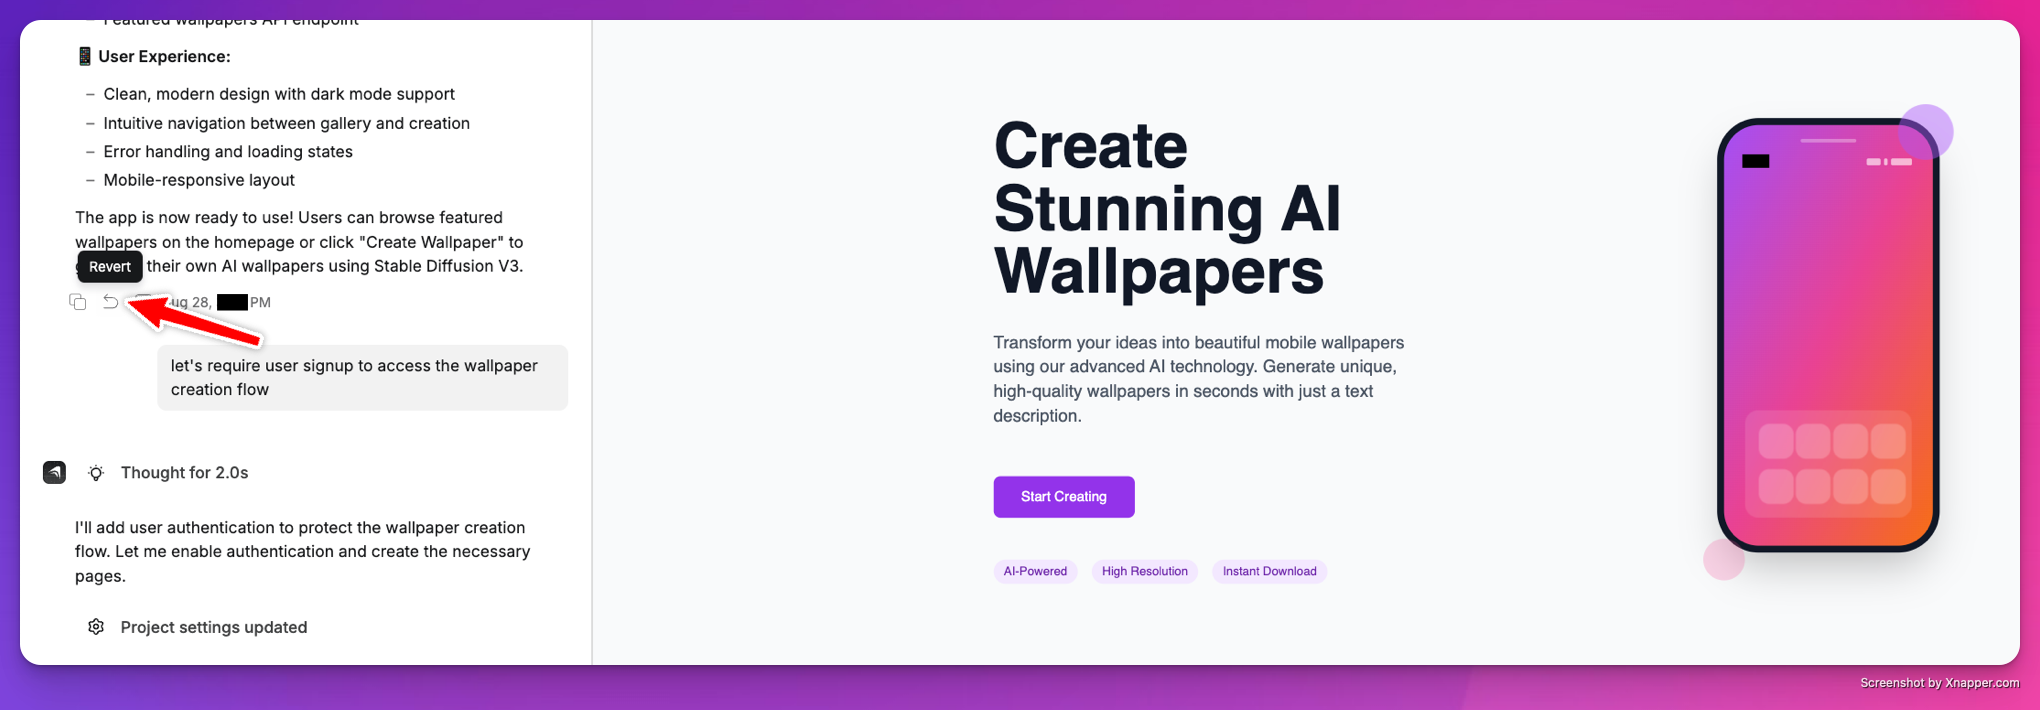 Featured wallpapers API endpoint
User Experience:
– Clean, modern design with dark mode support
– Intuitive navigation between gallery and creation
– Error handling and loading states
– Mobile-responsive layout
The app is now ready to use! Users can browse featured
wallpapers on the homepage or click "Create Wallpaper" to
their own AI wallpapers using Stable Diffusion V3.
Revert
28, PM
let's require user signup to access the wallpaper
creation flow
Thought for 2.0s
I'll add user authentication to protect the wallpaper creation
flow. Let me enable authentication and create the necessary
pages.
Project settings updated
Create
Stunning AI
Wallpapers
Transform your ideas into beautiful mobile wallpapers
using our advanced AI technology. Generate unique,
high-quality wallpapers in seconds with just a text
description.
Start Creating
AI-Powered High Resolution Instant Download
Screenshot by Xnapper.com